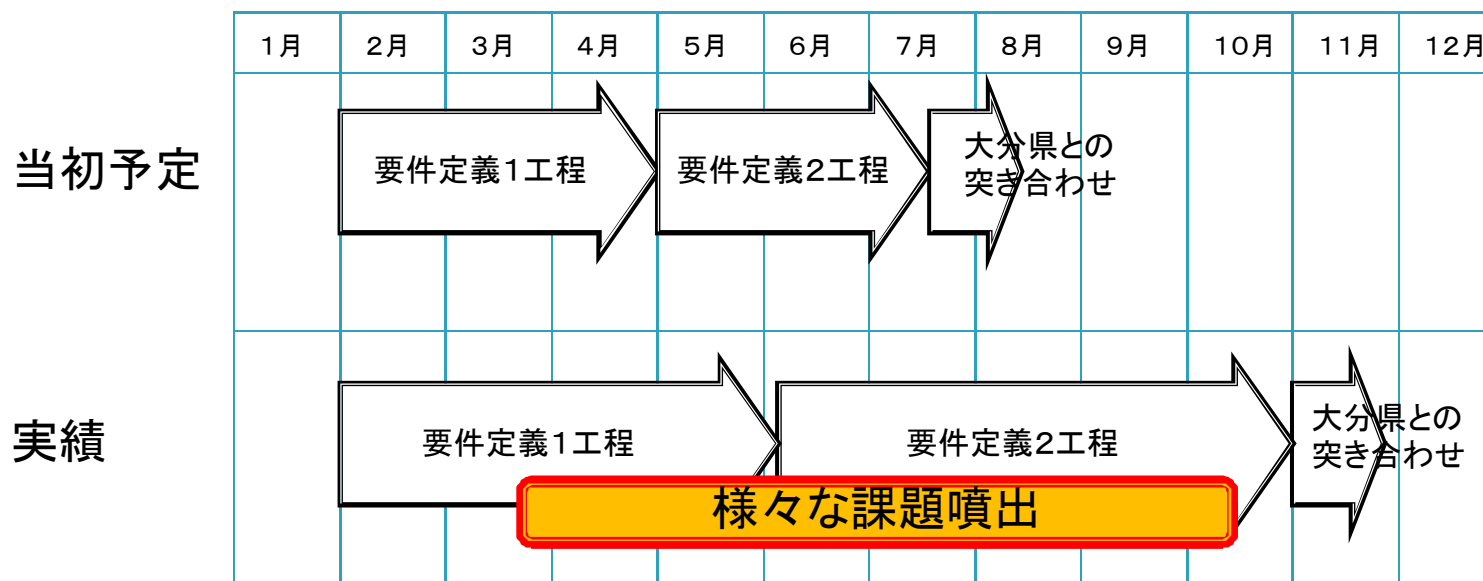 1月 2月 3月 4月 5月 6月 7月 8月 9月 10月 11月 12月
当初予定
要件定義1工程
要件定義2工程
大分県との
突き合わせ
実績
要件定義1工程
要件定義2工程
大分県との
突き合わせ
様々な課題噴出